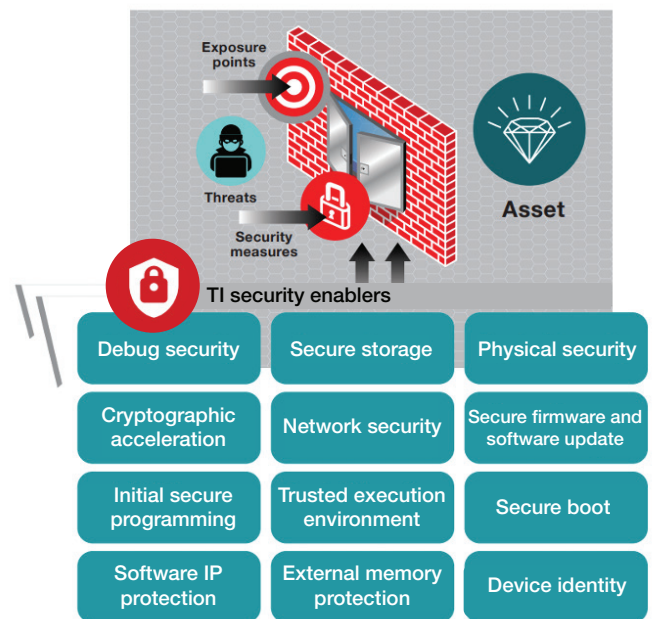 Exposure
points
Threats
Asset
Security
measures
TI security enablers
Debug security
Secure storage
Physical security
Cryptographic
acceleration
Network security
Secure firmware and
software update
Initial secure
programming
Trusted execution
environment
Secure boot
Software IP
protection
External memory
protection
Device identity